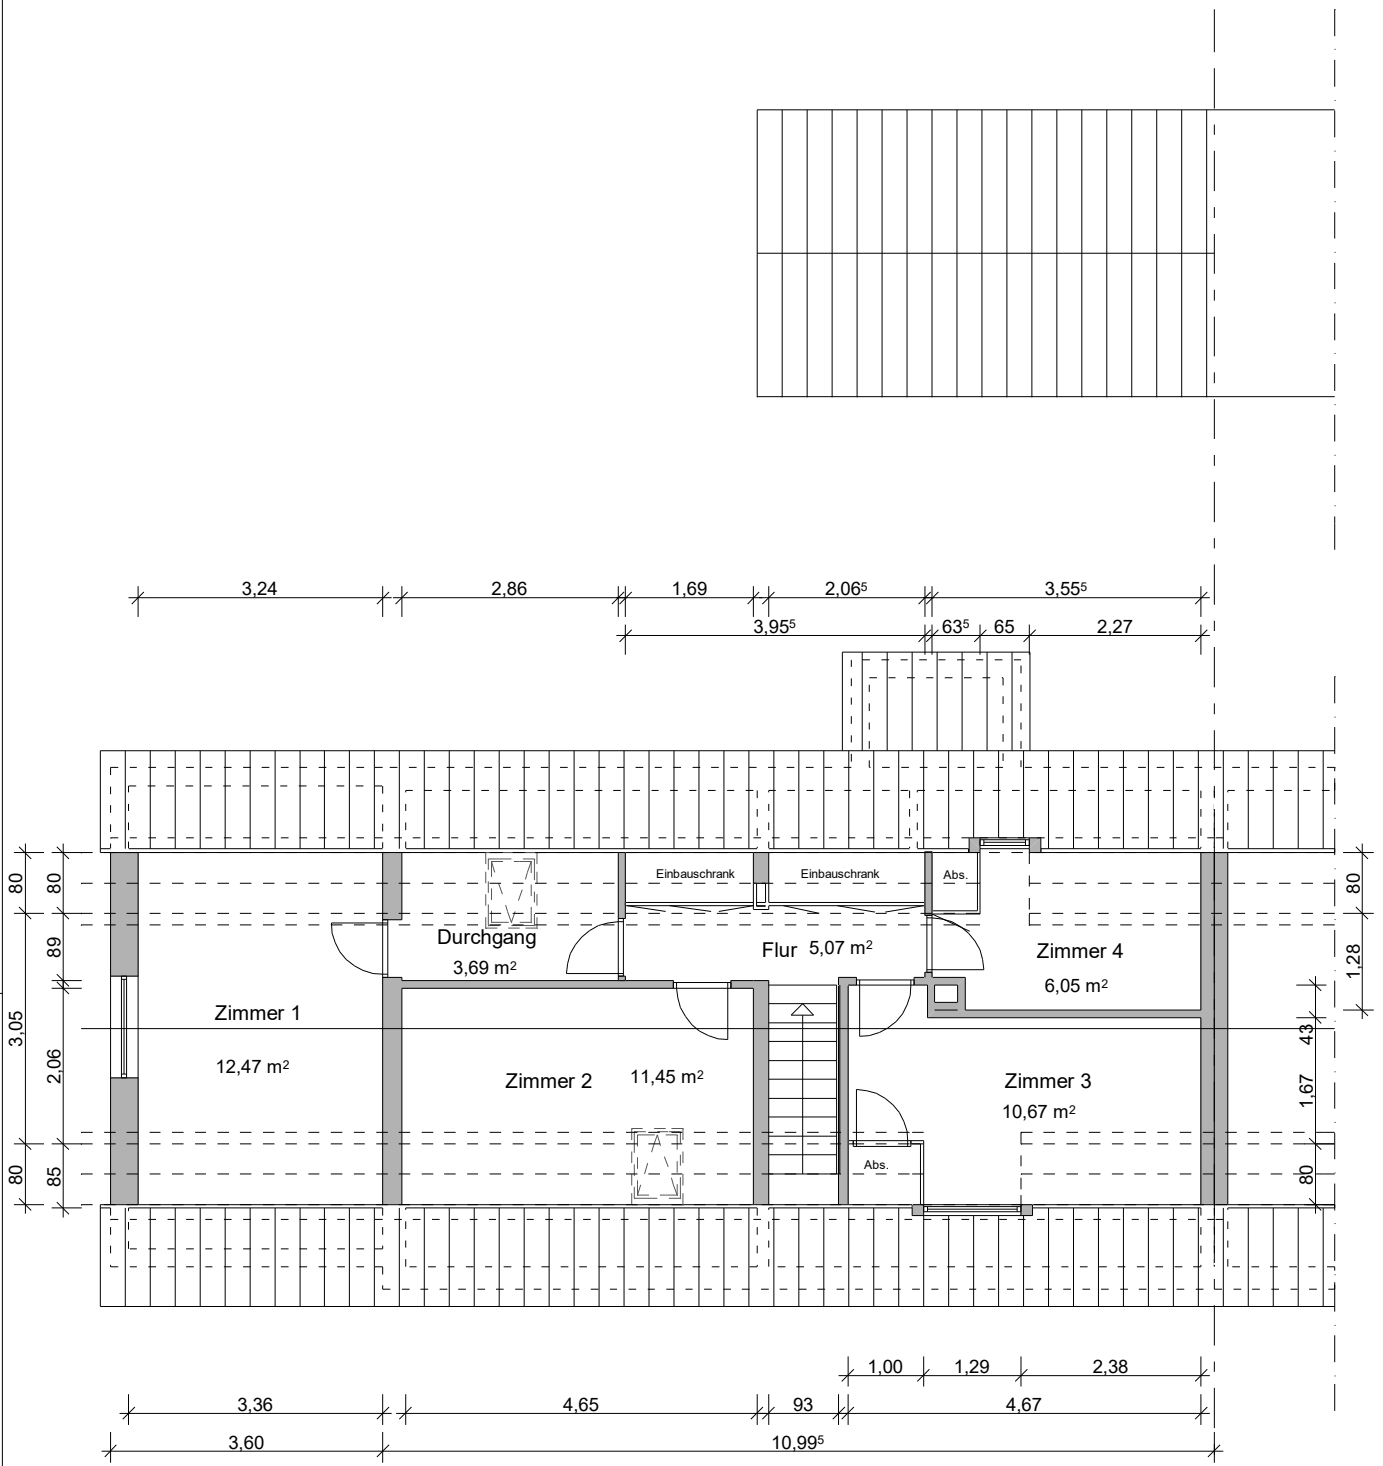 3,24 2,86 1,69 2,06⁵ 3,55⁵
3,95⁵ 63⁵ 65 2,27
80 80 Einbauschrank Einbauschrank Abs. 80
89 Durchgang Flur 5,07 m² Zimmer 4 1,28
3,69 m² 6,05 m²
3,05 2,06 Zimmer 1 43
12,47 m² Zimmer 2 11,45 m² Zimmer 3 1,67
10,67 m²
80 85 Abs. 80
1,00 1,29 2,38
3,36 4,65 93 4,67
3,60 10,99⁵